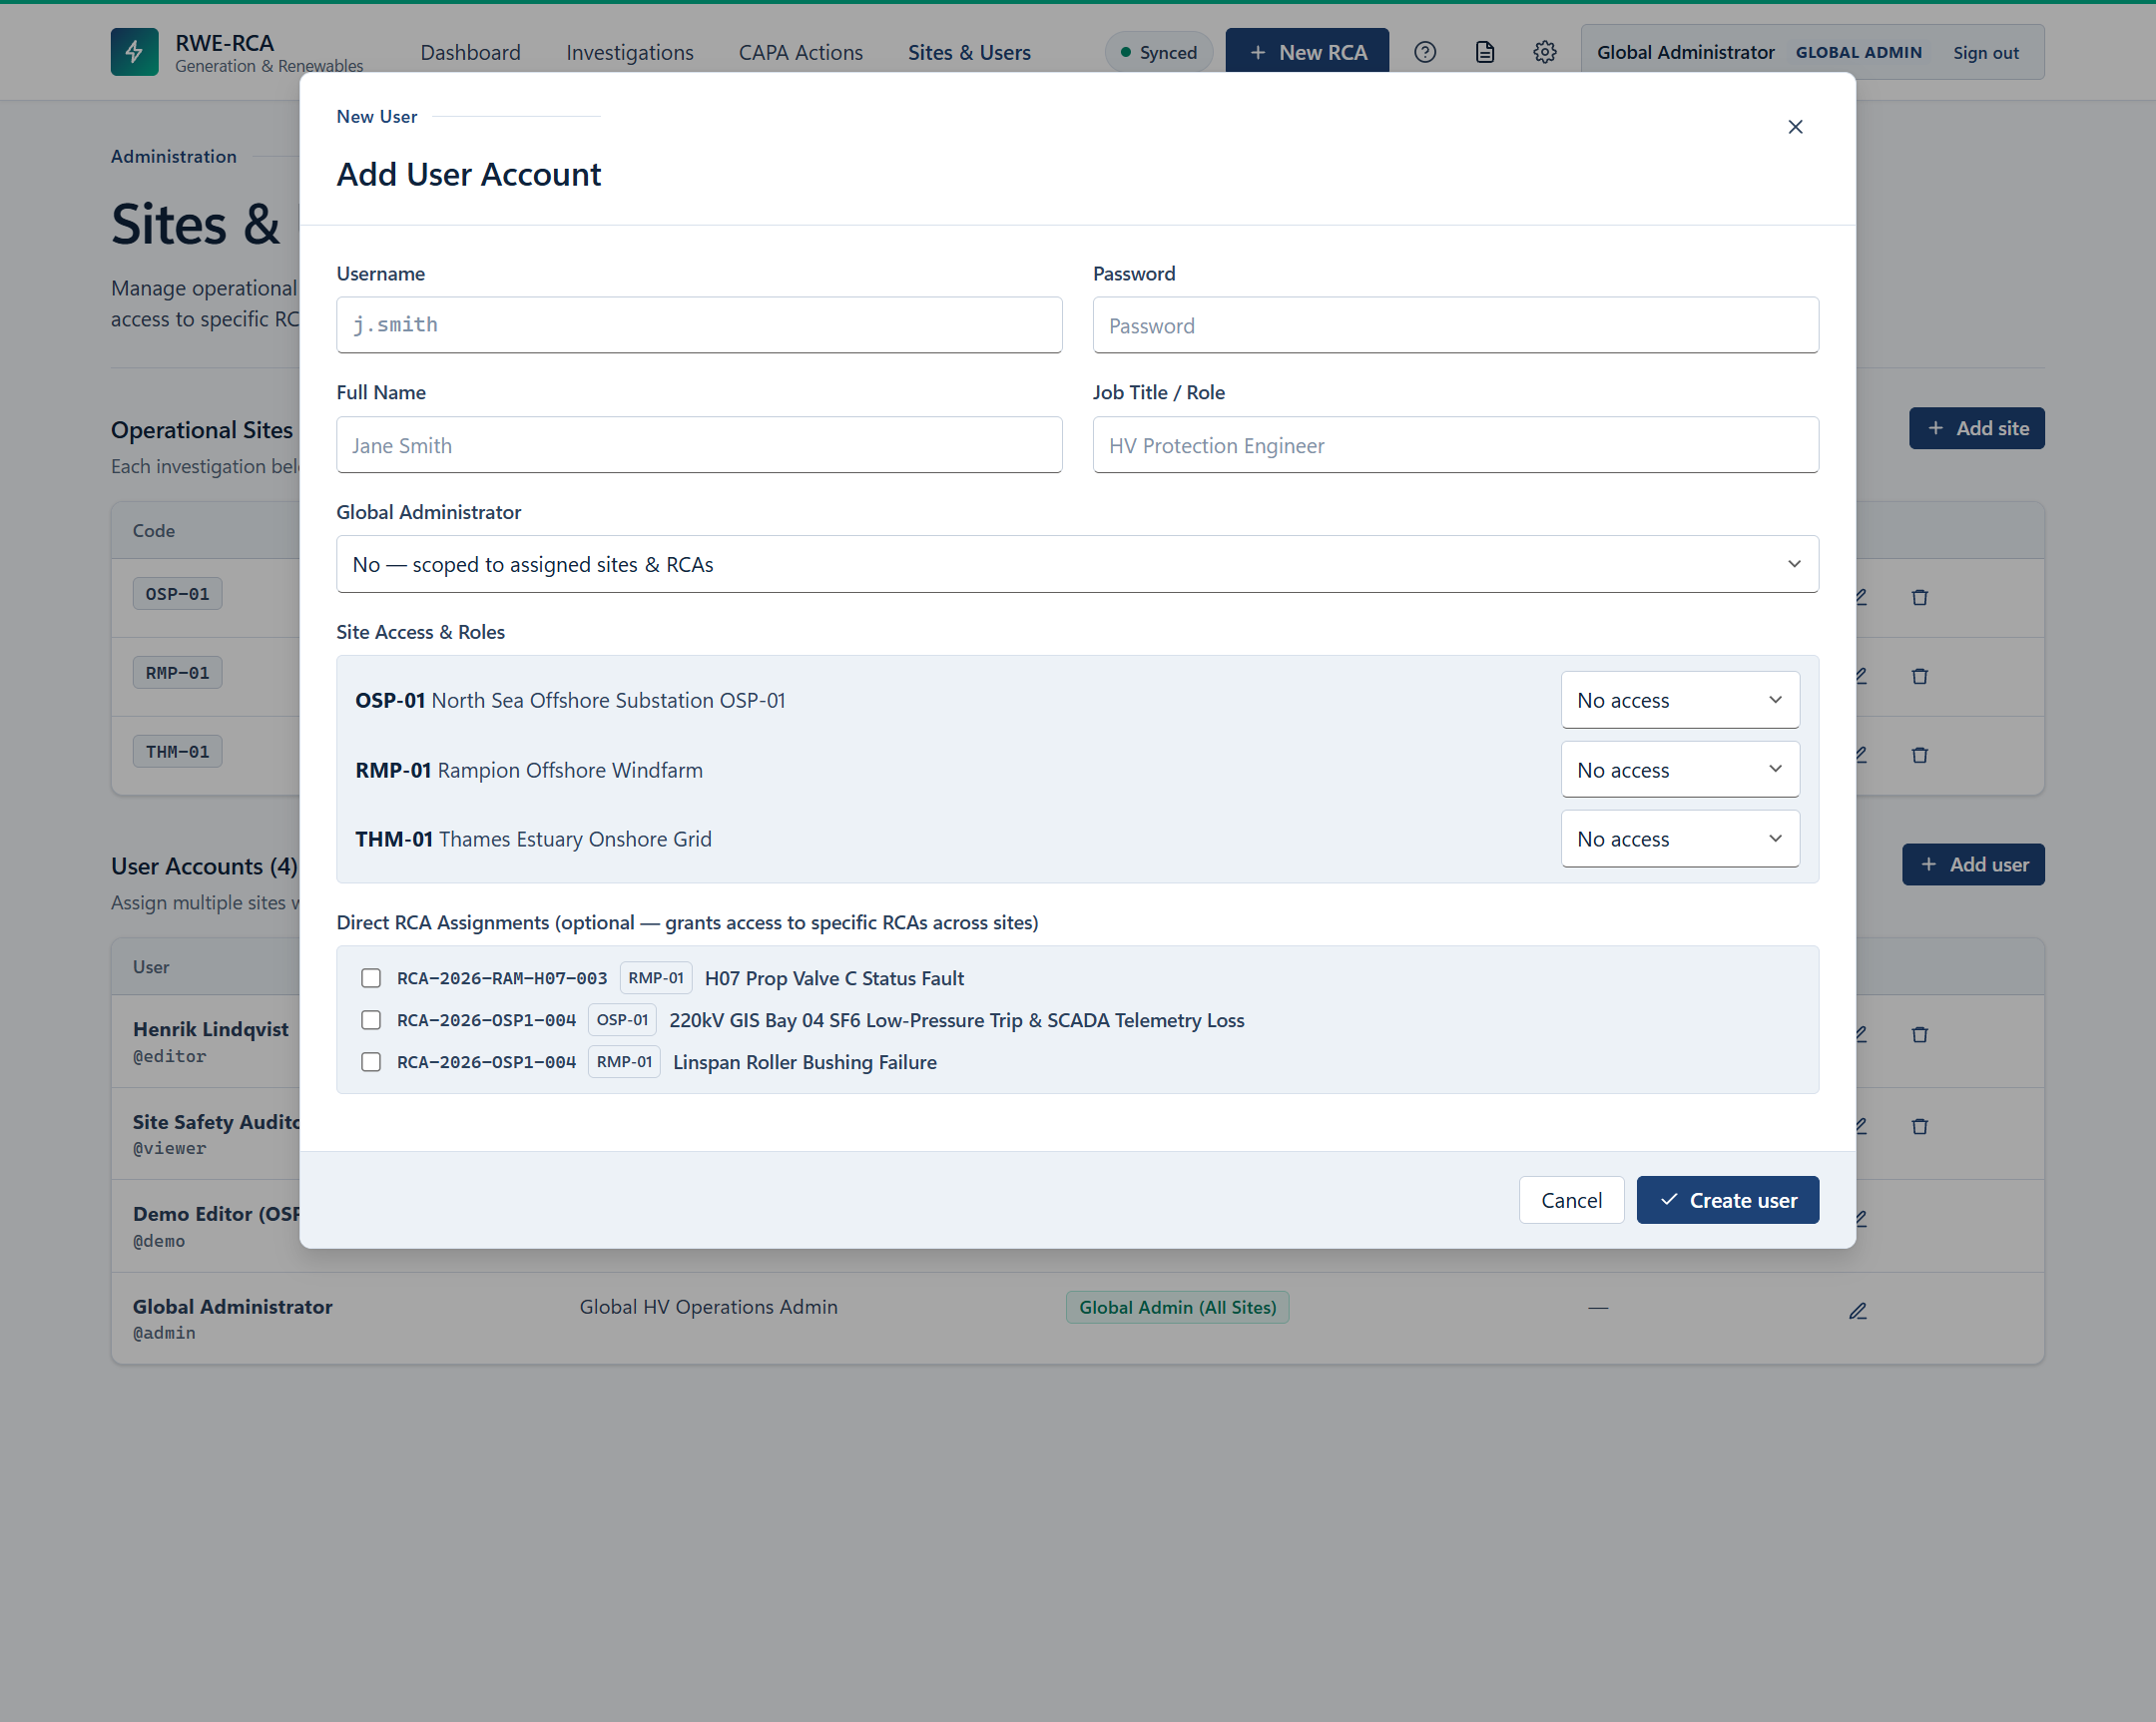 RWE-RCA
Generation & Renewables
Dashboard
Investigations
CAPA Actions
Sites & Users
Synced
New RCA
Global Administrator
GLOBAL ADMIN
Sign out
Administration
Sites &
Manage operational
access to specific RC
Operational Sites
Each investigation bel
Add site
Code
OSP-01
RMP-01
THM-01
User Accounts (4)
Assign multiple sites w
Add user
User
Henrik Lindqvist
@editor
Site Safety Audito
@viewer
Demo Editor (OSP
@demo
Global Administrator
@admin
Global HV Operations Admin
Global Admin (All Sites)
—
New User
Add User Account
Username
j.smith
Password
Password
Full Name
Jane Smith
Job Title / Role
HV Protection Engineer
Global Administrator
No — scoped to assigned sites & RCAs
Site Access & Roles
OSP-01 North Sea Offshore Substation OSP-01
No access
RMP-01 Rampion Offshore Windfarm
No access
THM-01 Thames Estuary Onshore Grid
No access
Direct RCA Assignments (optional — grants access to specific RCAs across sites)
RCA-2026-RAM-H07-003 RMP-01 H07 Prop Valve C Status Fault
RCA-2026-OSP1-004 OSP-01 220kV GIS Bay 04 SF6 Low-Pressure Trip & SCADA Telemetry Loss
RCA-2026-OSP1-004 RMP-01 Linspan Roller Bushing Failure
Cancel
Create user